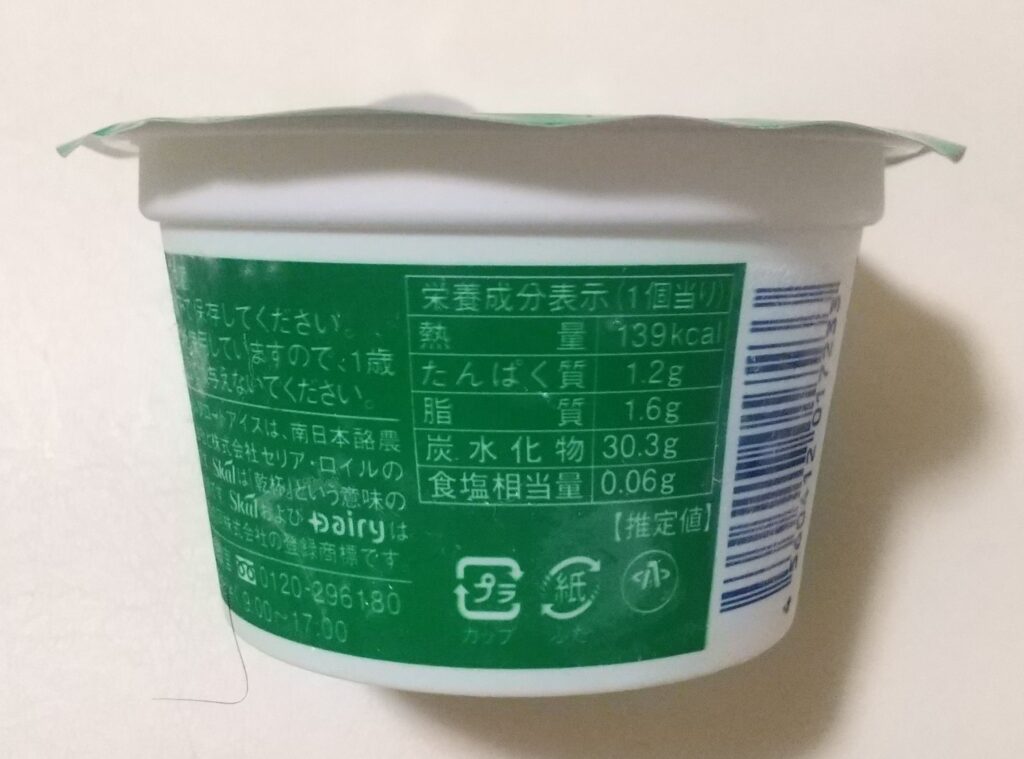 保存してください。
していますので、1歳
与えないでください。
アイスは、南日本酪農
株式会社セリア・ロイルの
Skalは「乾杯」という意味の
SkalおよびDairyは
株式会社の登録商標です
0120-296180
9:00~17:00
栄養成分表示(1個当り)
熱量 139kcal
たんぱく質 1.2g
脂質 1.6g
炭水化物 30.3g
食塩相当量 0.06g
【推定値】
プラ 紙
カップ ふた